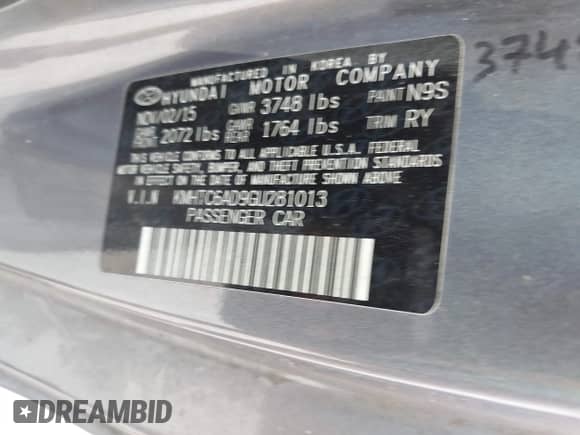 MANUFACTURED IN KOREA BY
HYUNDAI MOTOR COMPANY
NOV/02/15 GVWR 3748 lbs PAINT N9S
GAWR FRONT 2072 lbs GAWR REAR 1764 lbs TRIM RY
THIS VEHICLE CONFORMS TO ALL APPLICABLE U.S.A. FEDERAL
MOTOR VEHICLE SAFETY, BUMPER, AND THEFT PREVENTION
STANDARDS IN EFFECT ON THE DATE OF MANUFACTURE SHOWN ABOVE.
V.I.N KMHTC6AD9GU281013
PASSENGER CAR
DREAMBID